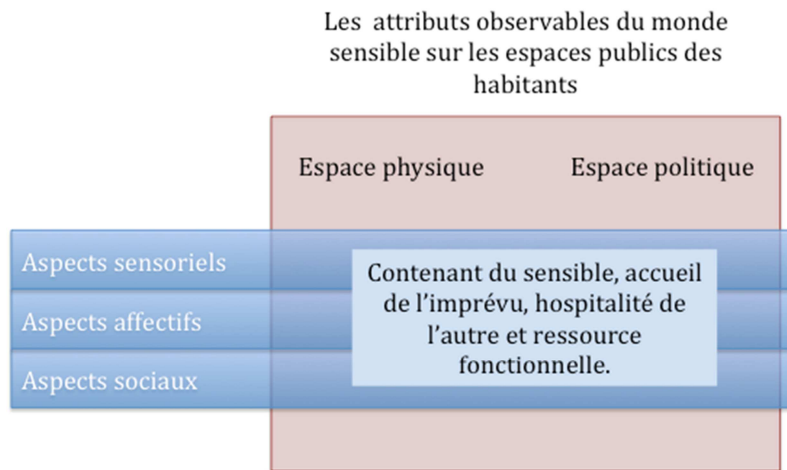 Les attributs observables du monde
sensible sur les espaces publics des
habitants
Espace physique
Espace politique
Aspects sensoriels
Aspects affectifs
Aspects sociaux
Contenant du sensible, accueil
de l’imprévu, hospitalité de
l’autre et ressource
fonctionnelle.